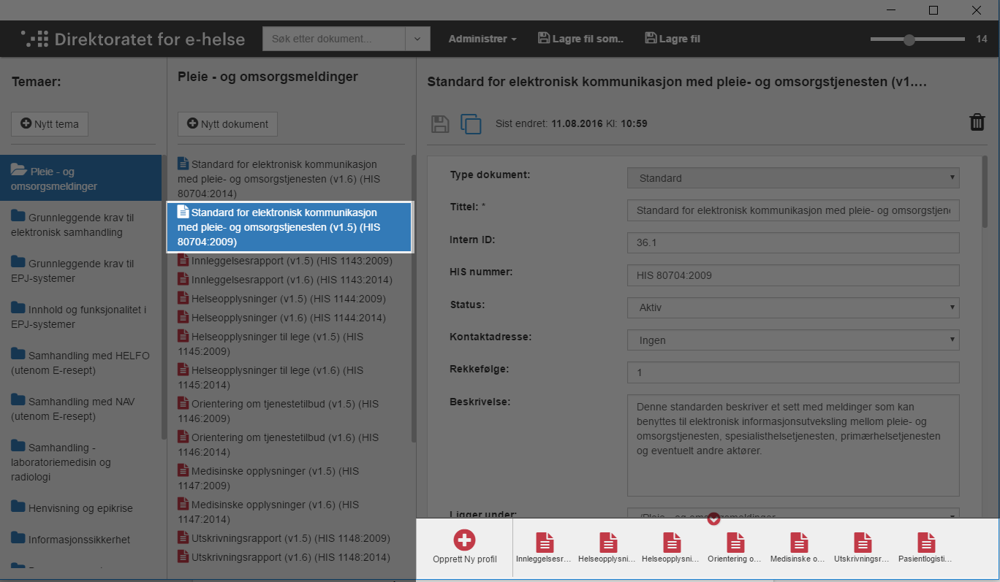 Direktoratet for e-helse
Søk etter dokument...
Administrer
Lagre fil som..
Lagre fil
14
Temaer:
Nytt tema
Pleie - og
omsorgsmeldinger
Grunnleggende krav til
elektronisk samhandling
Grunnleggende krav til
EPJ-systemer
Innhold og funksjonalitet i
EPJ-systemer
Samhandling med HELFO
(utenom E-resept)
Samhandling med NAV
(utenom E-resept)
Samhandling -
laboratoriemedisin og
radiologi
Henvisning og epikrise
Informasjonssikkerhet
Pleie - og omsorgsmeldinger
Nytt dokument
Standard for elektronisk kommunikasjon
med pleie- og omsorgstjenesten (v1.6) (HIS
80704:2014)
Standard for elektronisk kommunikasjon
med pleie- og omsorgstjenesten (v1.5) (HIS
80704:2009)
Innleggelsesrapport (v1.5) (HIS 1143:2009)
Innleggelsesrapport (v1.6) (HIS 1143:2014)
Helseopplysninger (v1.5) (HIS 1144:2009)
Helseopplysninger (v1.6) (HIS 1144:2014)
Helseopplysninger til lege (v1.5) (HIS
1145:2009)
Helseopplysninger til lege (v1.6) (HIS
1145:2014)
Orientering om tjenestetilbud (v1.5) (HIS
1146:2009)
Orientering om tjenestetilbud (v1.6) (HIS
1146:2014)
Medisinske opplysninger (v1.5) (HIS
1147:2009)
Medisinske opplysninger (v1.6) (HIS
1147:2014)
Utskrivningsrapport (v1.5) (HIS 1148:2009)
Utskrivningsrapport (v1.6) (HIS 1148:2014)
Standard for elektronisk kommunikasjon med pleie- og omsorgstjenesten (v1....
Sist endret: 11.08.2016 Kl: 10:59
Type dokument:
Standard
Tittel: *
Standard for elektronisk kommunikasjon med pleie- og omsorgstjene
Intern ID:
36.1
HIS nummer:
HIS 80704:2009
Status:
Aktiv
Kontaktadresse:
Ingen
Rekkefølge:
1
Beskrivelse:
Denne standarden beskriver et sett med meldinger som kan
benyttes til elektronisk informasjonsutveksling mellom pleie- og
omsorgstjenesten, spesialisthelsetjenesten, primærhelsetjenesten
og eventuelt andre aktører.
Ligger under:
/Pleie - og omsorgsmeldinger
Opprett Ny profil
Innleggelsesr...
Helseopplysni...
Helseopplysni...
Orientering o...
Medisinske o...
Utskrivningsr...
Pasientlogisti...